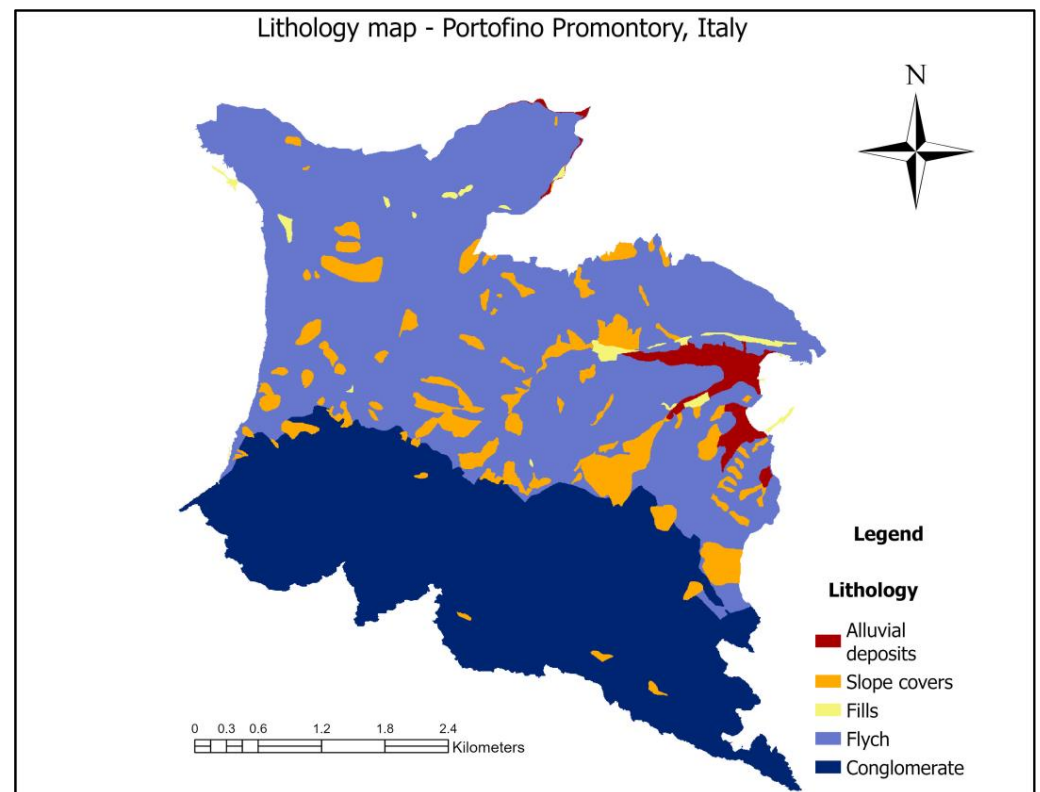 Lithology map - Portofino Promontory, Italy
N
Legend
Lithology
Alluvial
deposits
Slope covers
Fills
Flych
Conglomerate
0 0.3 0.6 1.2 1.8 2.4
Kilometers